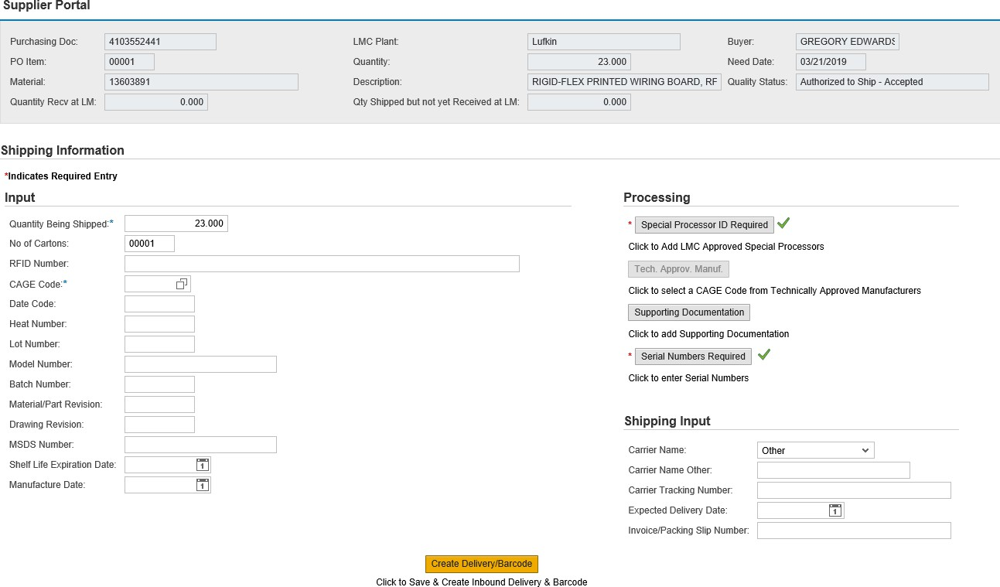 Supplier Portal
Purchasing Doc: 4103552441 LMC Plant: Lufkin Buyer: GREGORY EDWARDS
PO Item: 00001 Quantity: 23.000 Need Date: 03/21/2019
Material: 13603891 Description: RIGID-FLEX PRINTED WIRING BOARD, RF Quality Status: Authorized to Ship - Accepted
Quantity Recv at LM: 0.000 Qty Shipped but not yet Received at LM: 0.000
Shipping Information
*Indicates Required Entry
Input
Quantity Being Shipped:* 23.000
No of Cartons: 00001
RFID Number:
CAGE Code:*
Date Code:
Heat Number:
Lot Number:
Model Number:
Batch Number:
Material/Part Revision:
Drawing Revision:
MSDS Number:
Shelf Life Expiration Date: 1
Manufacture Date: 1
Processing
* Special Processor ID Required
Click to Add LMC Approved Special Processors
Tech. Approv. Manuf.
Click to select a CAGE Code from Technically Approved Manufacturers
Supporting Documentation
Click to add Supporting Documentation
* Serial Numbers Required
Click to enter Serial Numbers
Shipping Input
Carrier Name: Other
Carrier Name Other:
Carrier Tracking Number:
Expected Delivery Date: 1
Invoice/Packing Slip Number:
Create Delivery/Barcode
Click to Save & Create Inbound Delivery & Barcode